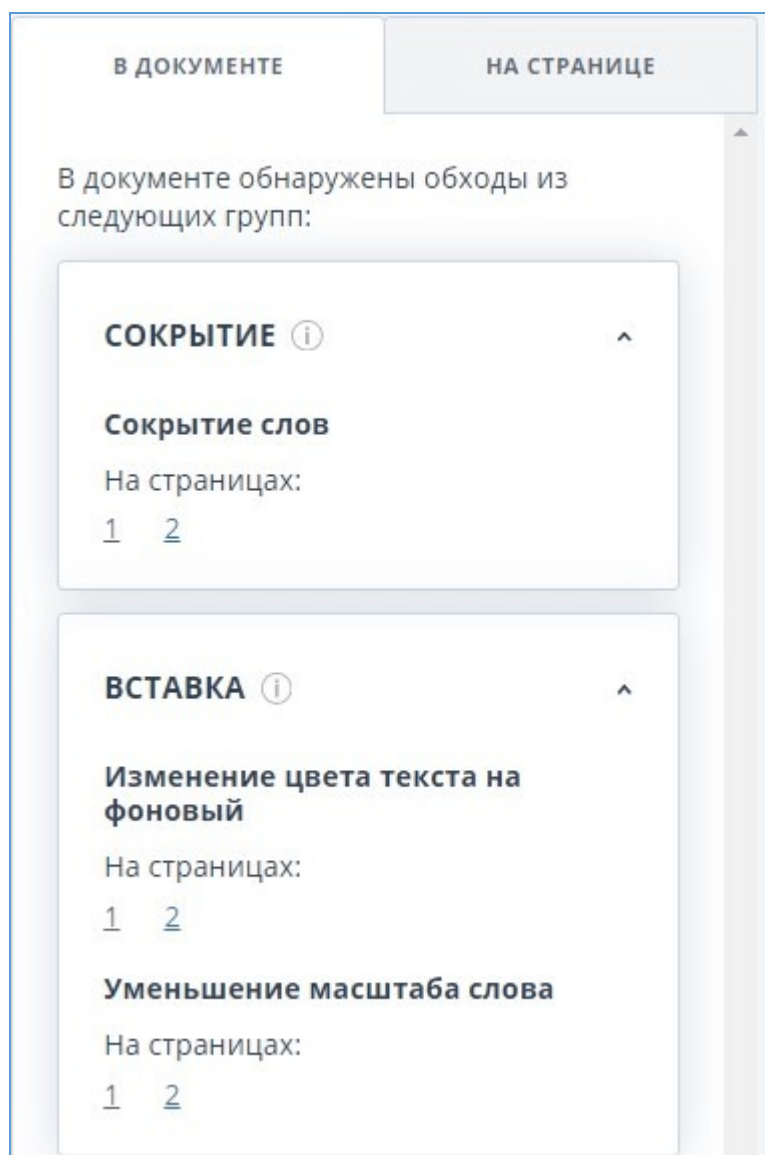 В ДОКУМЕНТЕ НА СТРАНИЦЕ
В документе обнаружены обходы из
следующих групп:
СОКРЫТИЕ
Сокрытие слов
На страницах:
1 2
ВСТАВКА
Изменение цвета текста на
фоновый
На страницах:
1 2
Уменьшение масштаба слова
На страницах:
1 2